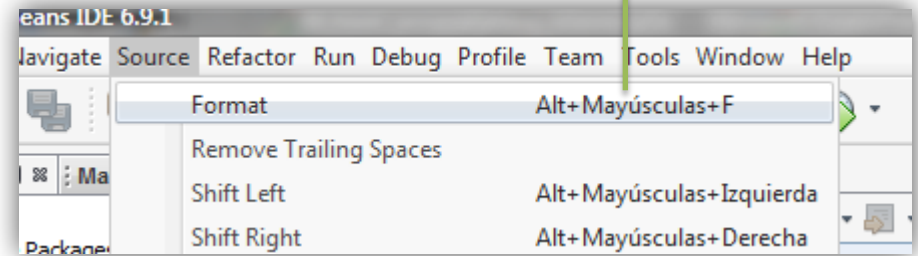 eans IDE 6.9.1
Navigate Source Refactor Run Debug Profile Team Tools Window Help
Format Alt+Mayúsculas+F
Remove Trailing Spaces
Ma
Shift Left Alt+Mayúsculas+Izquierda
Shift Right Alt+Mayúsculas+Derecha
Packages